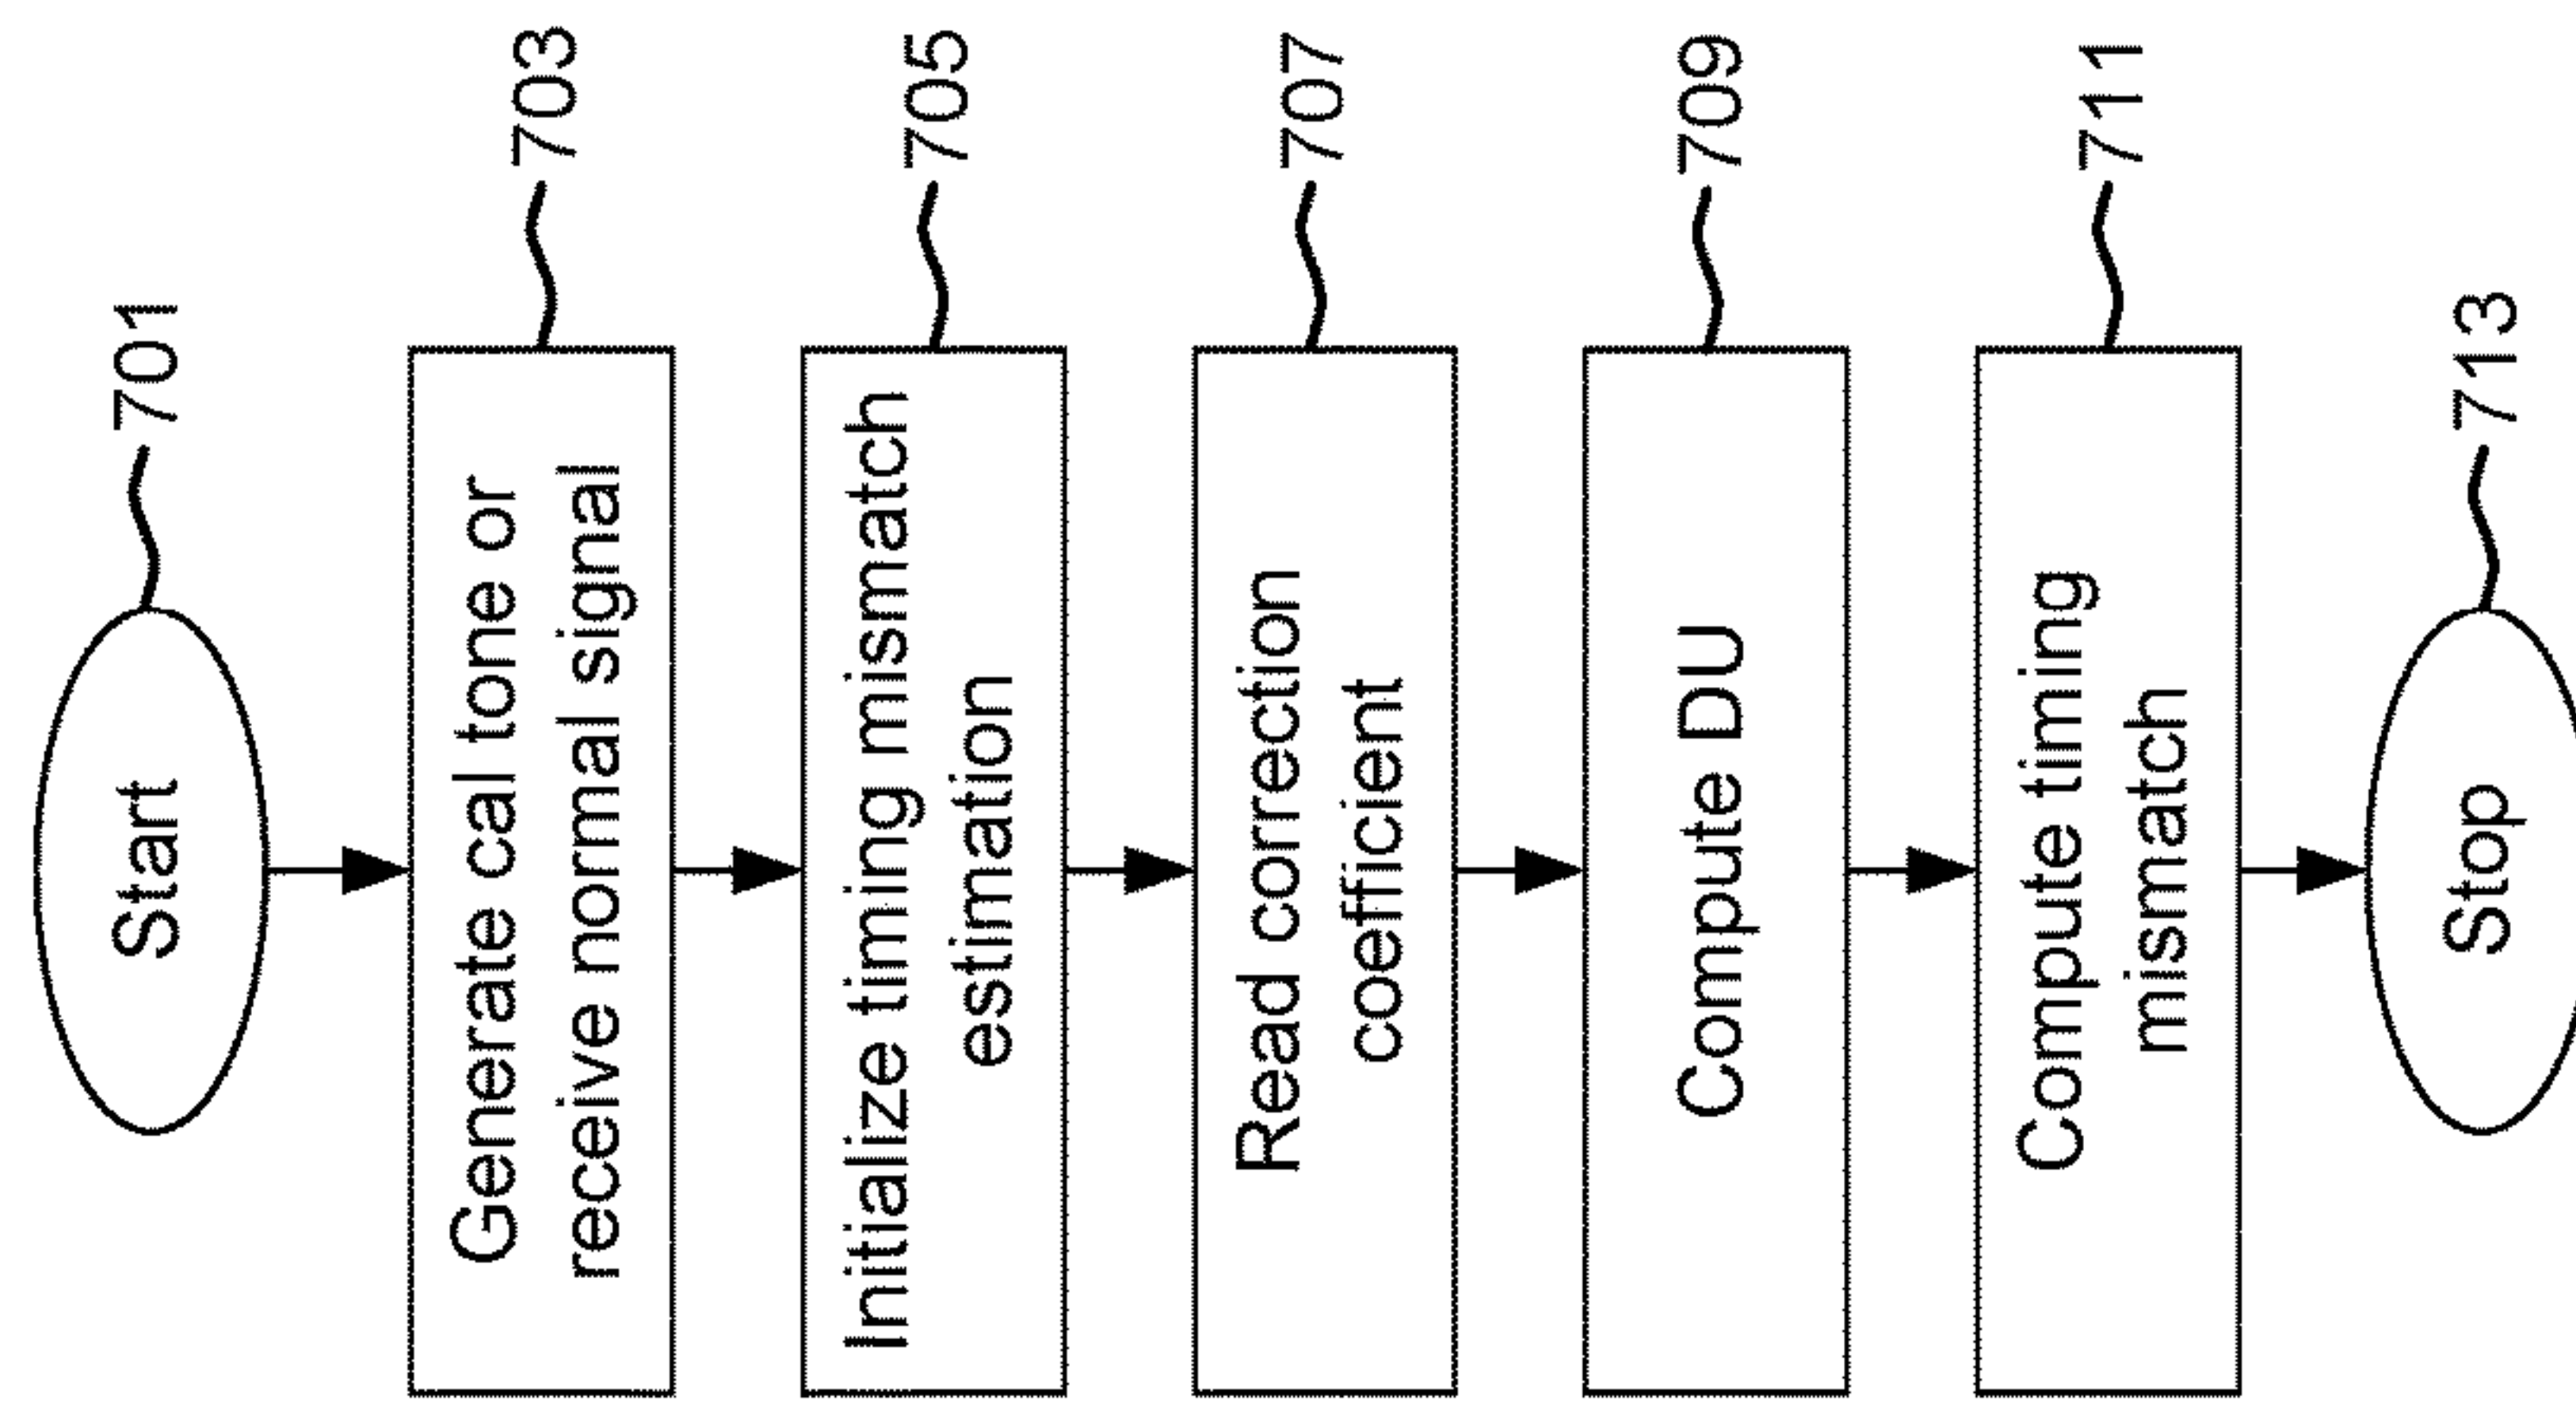 Start
701
Generate cal tone or
receive normal signal
703
Initialize timing mismatch
estimation
705
Read correction
coefficient
707
Compute DU
709
Compute timing
mismatch
711
Stop
713